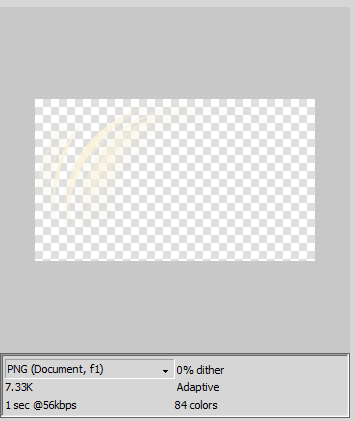 PNG (Document, f1)
0% dither
7.33K
Adaptive
1 sec @56kbps
84 colors